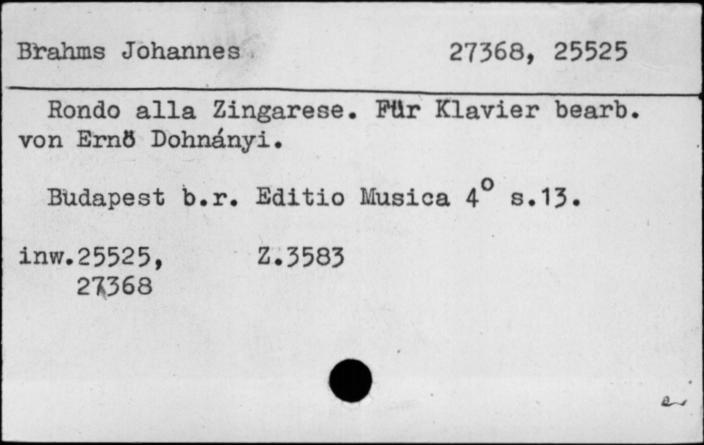 Brahms Johannes 27368, 25525
Rondo alla Zingarese. Für Klavier bearb.
von Ernö Dohnányi.
Budapest b.r. Editio Musica 4° s.13.
inw.25525, Z.3583
27368